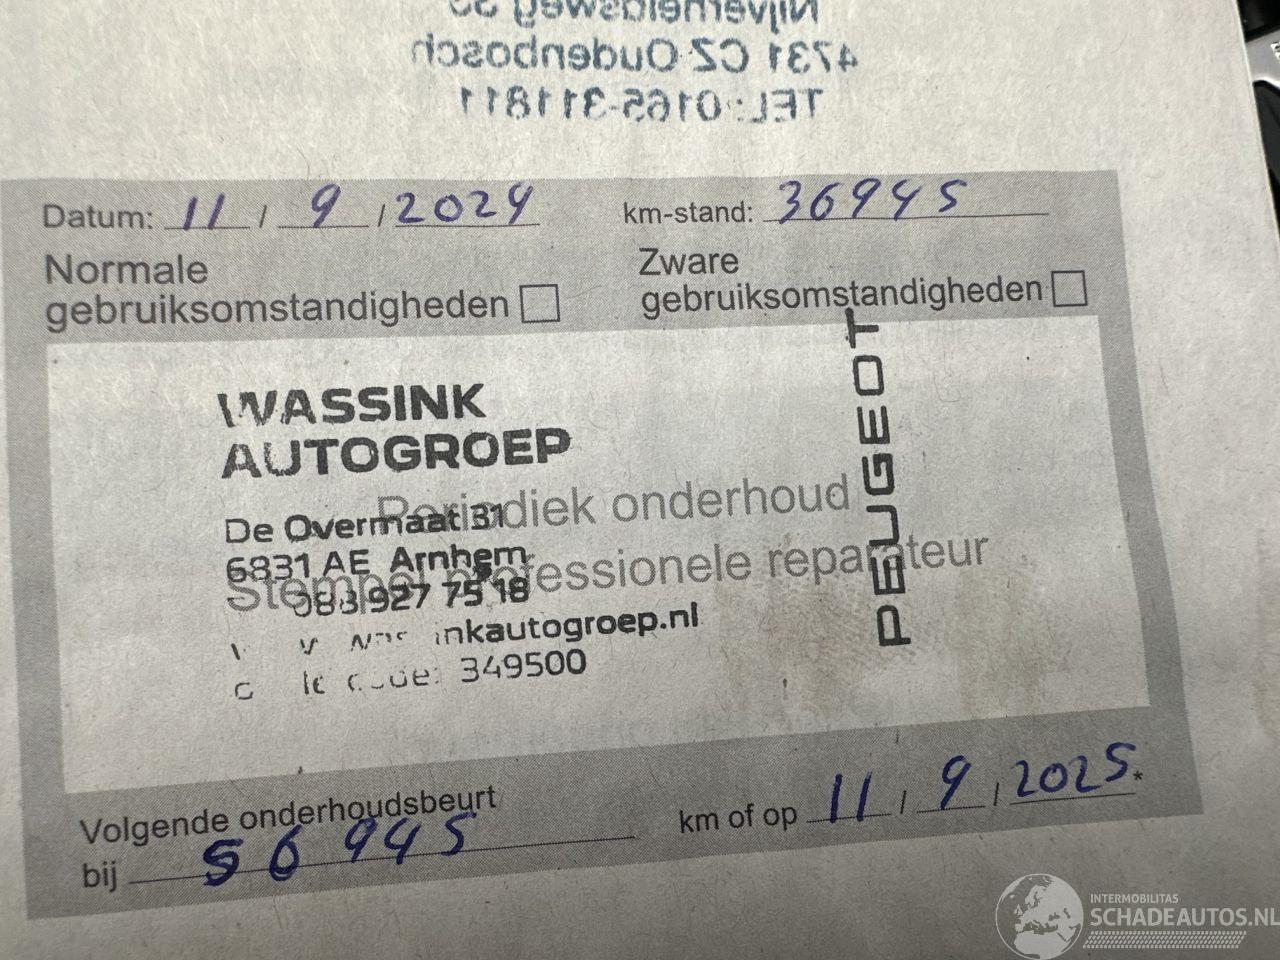 Nijverheidsweg
4731 CZ Oudenbosch
TEL.: 0165-311811
Datum: 11 / 9 / 2024 km-stand: 36945
Normale gebruiksomstandigheden
Zware gebruiksomstandigheden
WASSINK
AUTOGROEP
PEUGEOT
Periodiek onderhoud
De Overmaat 31
6831 AE Arnhem
Stempel professionele reparateur
088 927 75 18
inkautogroep.nl
code: 349500
Volgende onderhoudsbeurt
bij 56945 km of op 11 / 9 / 2025.*
INTERMOBILITAS
SCHADEAUTOS.NL